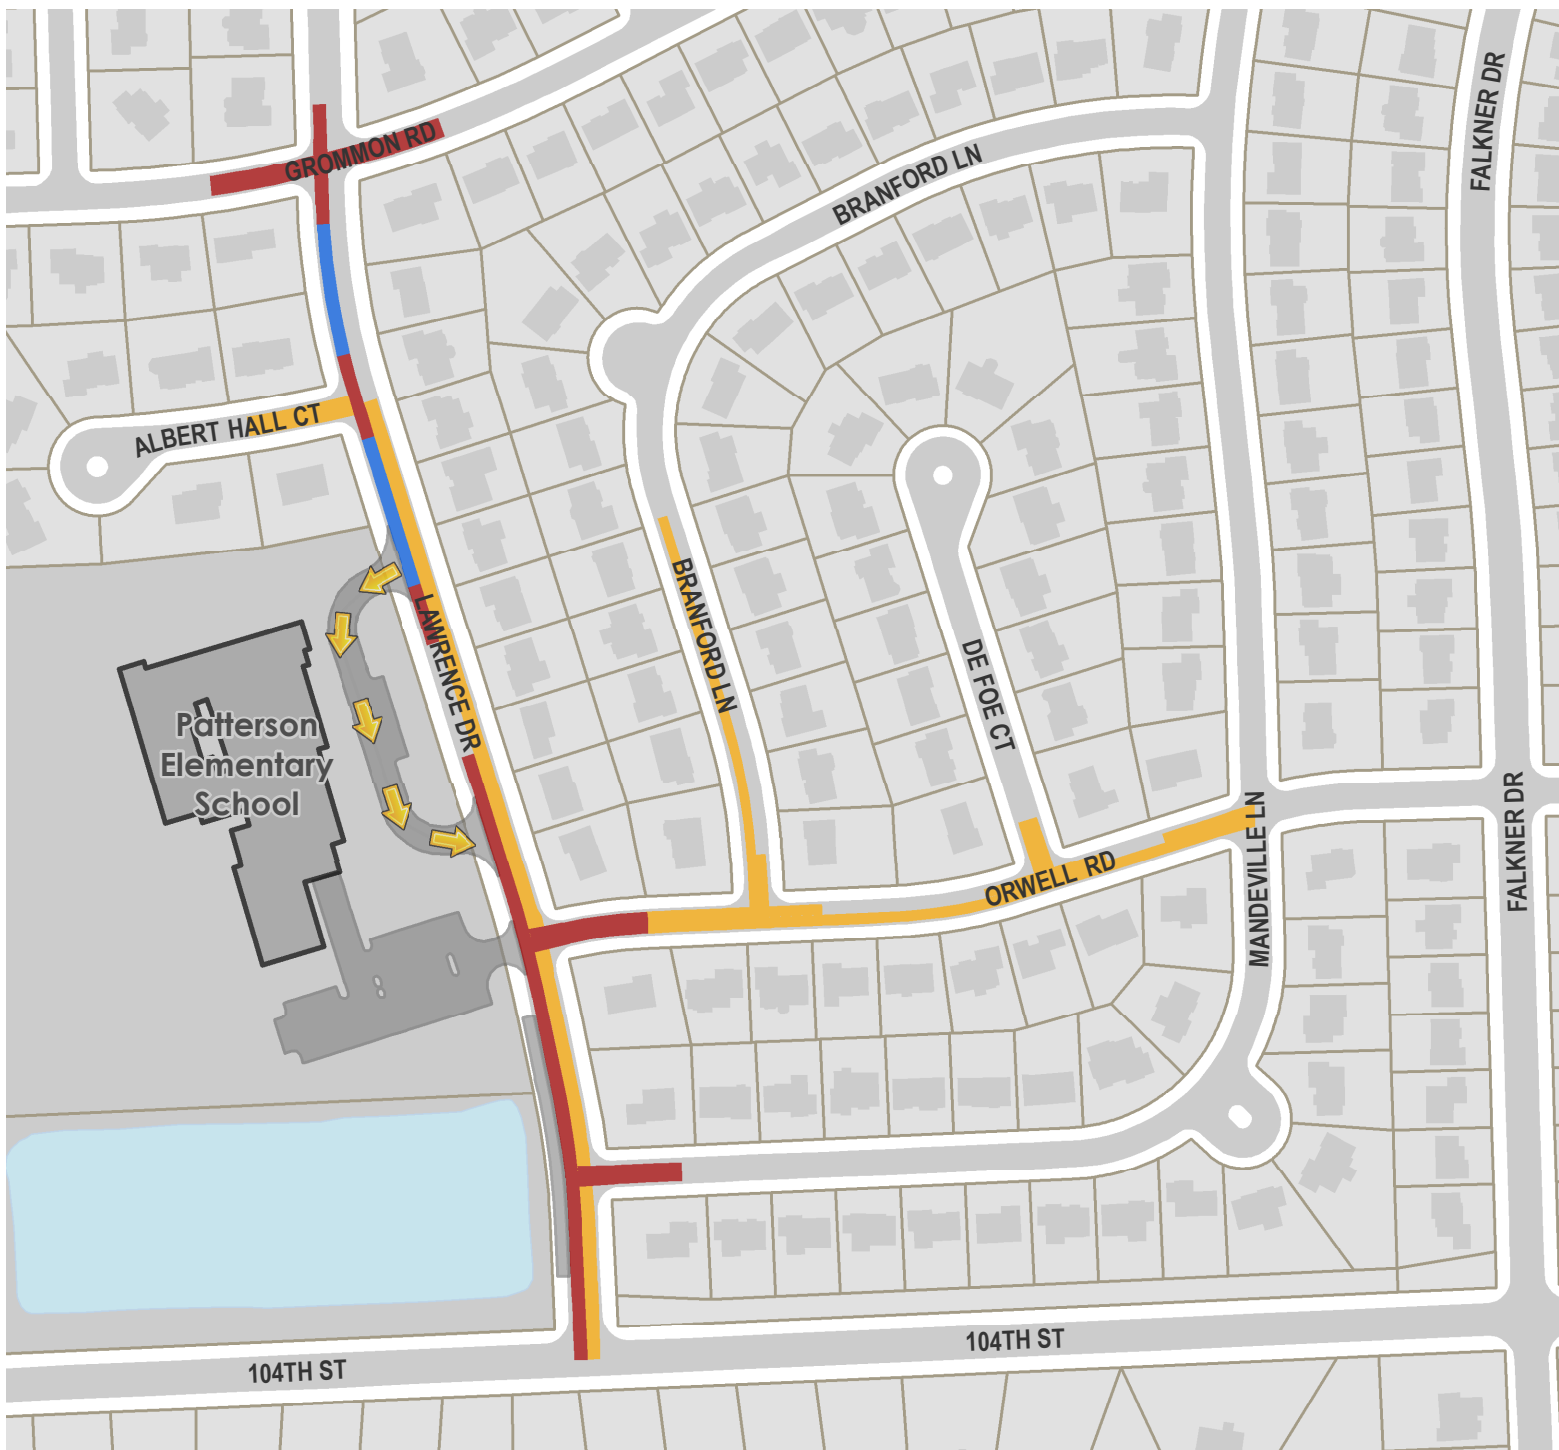 FALKNER DR
GROMMON RD
BRANFORD LN
ALBERT HALL CT
BRANFORD LN
LAWRENCE DR
DE FOE CT
Patterson
Elementary
School
FALKNER DR
MANDEVILLE LN
ORWELL RD
104TH ST
104TH ST